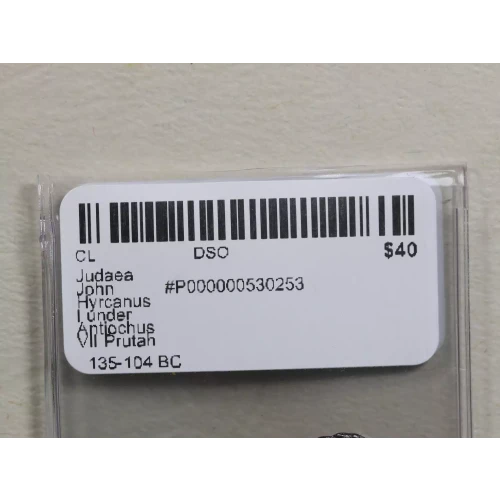 CL DSO $40
Judaea
John #P000000530253
Hyrcanus
I under
Antiochus
VII Prutah
135-104 BC